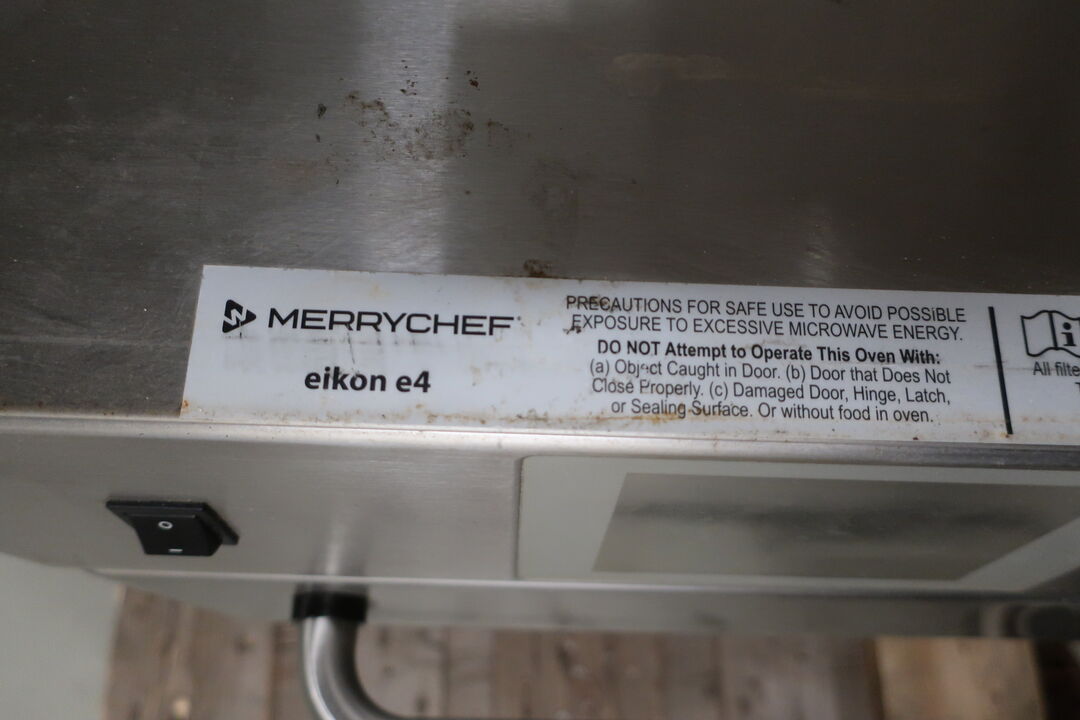 MERRYCHEF
eikon e4
PRECAUTIONS FOR SAFE USE TO AVOID POSSIBLE
EXPOSURE TO EXCESSIVE MICROWAVE ENERGY.
DO NOT Attempt to Operate This Oven With:
(a) Object Caught in Door. (b) Door that Does Not
Close Properly. (c) Damaged Door, Hinge, Latch,
or Sealing Surface. Or without food in oven.
i
All filte